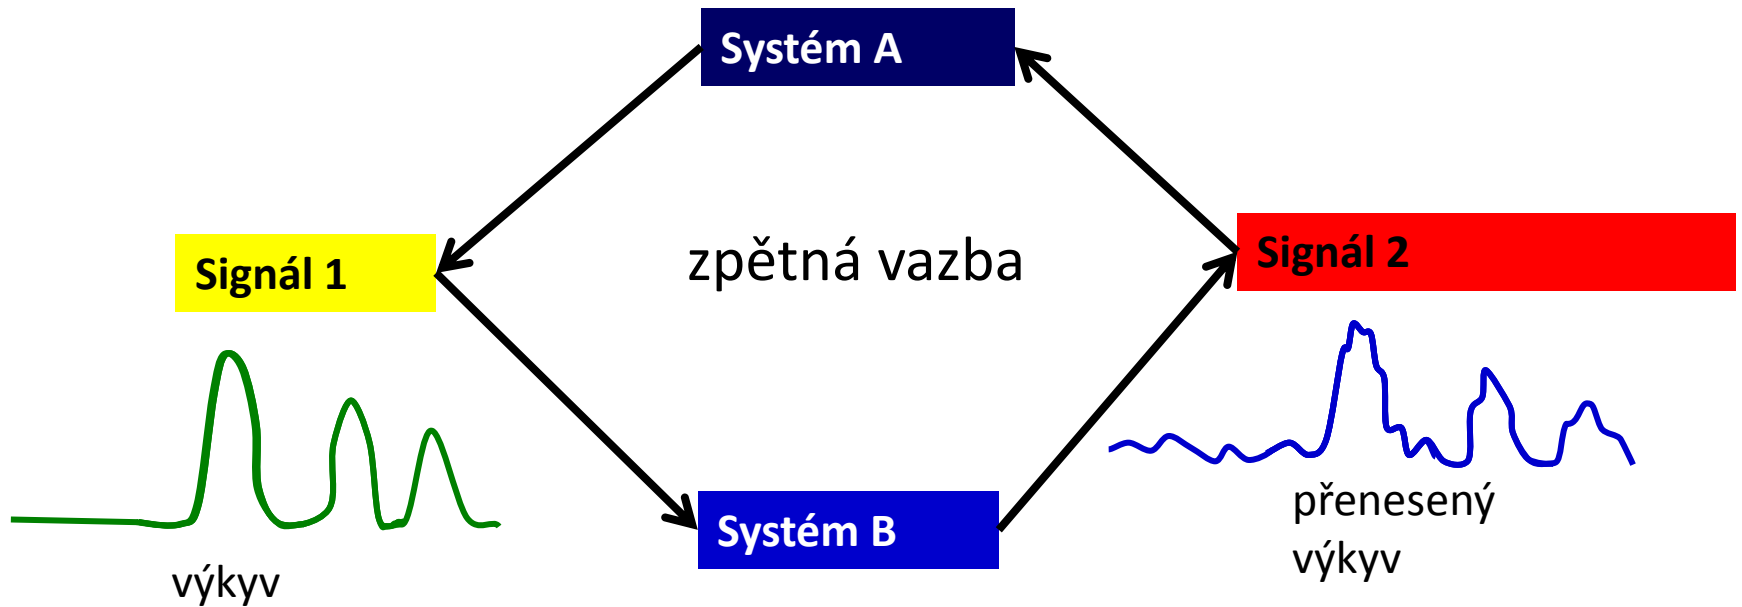 Systém A
Signál 1
zpětná vazba
Signál 2
Systém B
výkyv
přenesený
výkyv